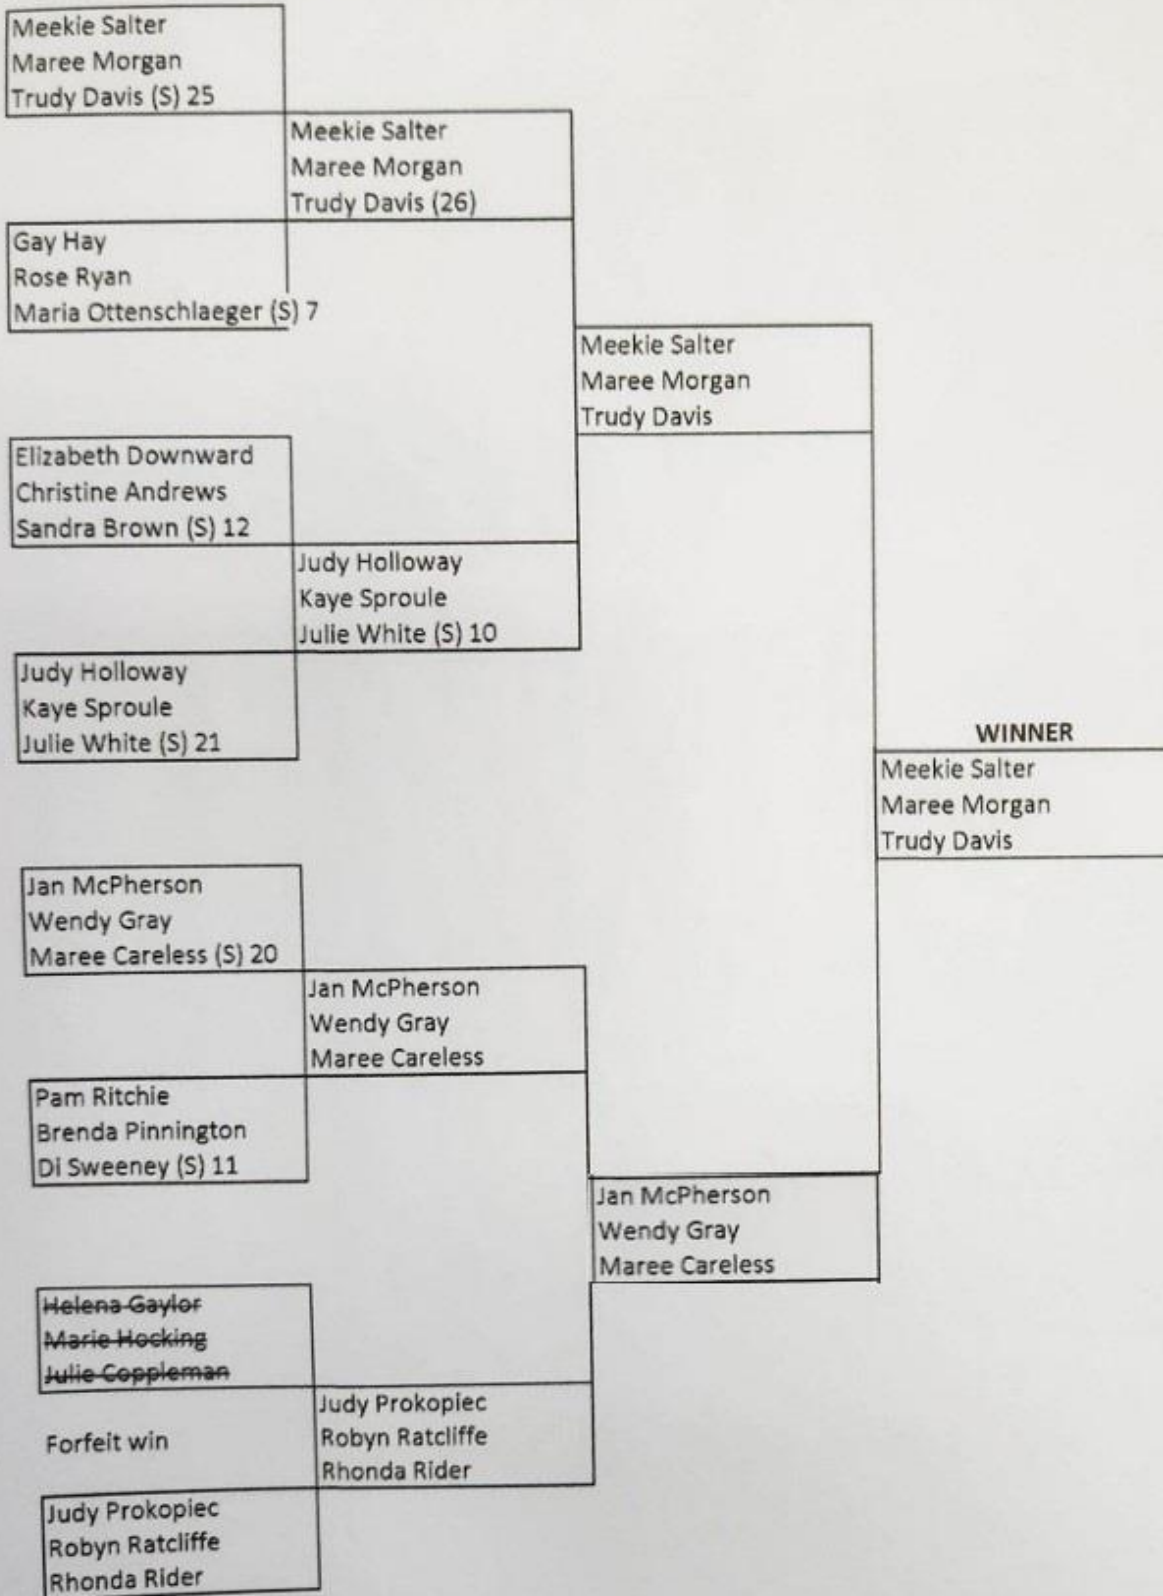 Meekie Salter
Maree Morgan
Trudy Davis (S) 25
Meekie Salter
Maree Morgan
Trudy Davis (26)
Gay Hay
Rose Ryan
Maria Ottenschlaeger (S) 7
Meekie Salter
Maree Morgan
Trudy Davis
Elizabeth Downward
Christine Andrews
Sandra Brown (S) 12
Judy Holloway
Kaye Sproule
Julie White (S) 10
Judy Holloway
Kaye Sproule
Julie White (S) 21
WINNER
Meekie Salter
Maree Morgan
Trudy Davis
Jan McPherson
Wendy Gray
Maree Careless (S) 20
Jan McPherson
Wendy Gray
Maree Careless
Pam Ritchie
Brenda Pinnington
Di Sweeney (S) 11
Jan McPherson
Wendy Gray
Maree Careless
Helena Gaylor
Marie Hocking
Julie Coppleman
Forfeit win
Judy Prokopiec
Robyn Ratcliffe
Rhonda Rider
Judy Prokopiec
Robyn Ratcliffe
Rhonda Rider